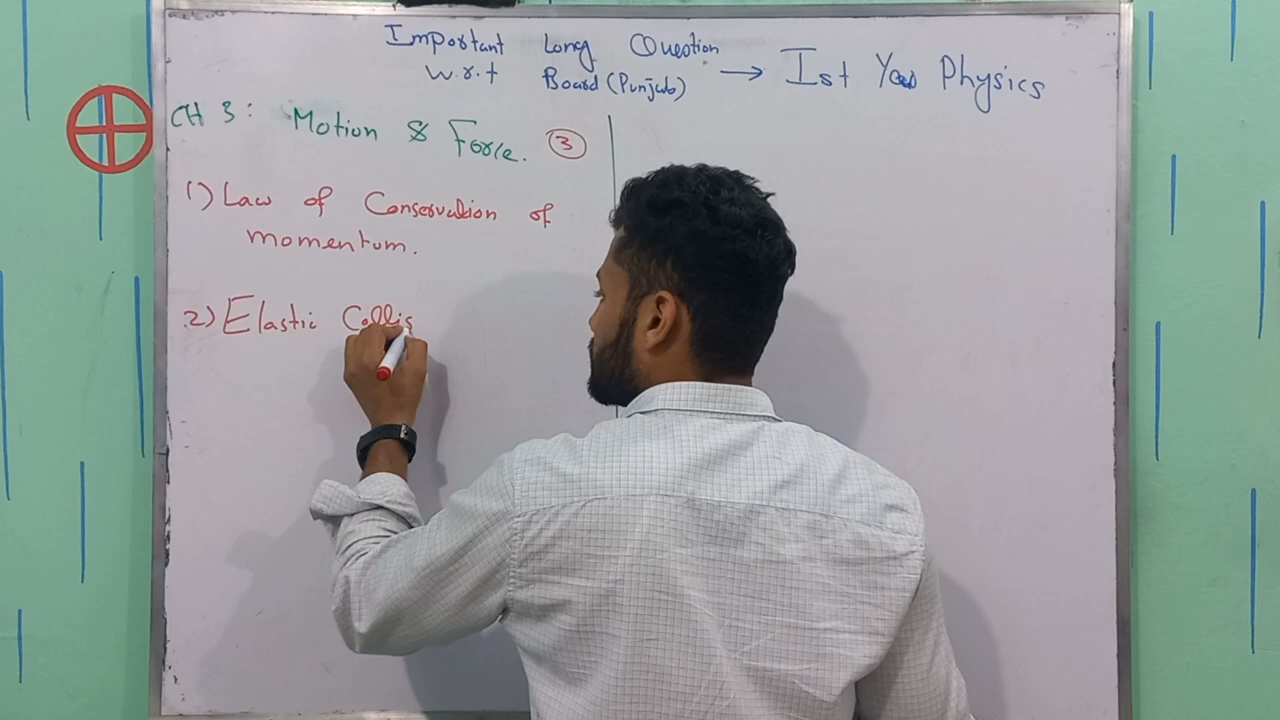 Important Long Question
w.r.t Board (Punjab) → Ist Year Physics
CH 3: Motion & Force. 3
1) Law of Conservation of
momentum.
2) Elastic Collis